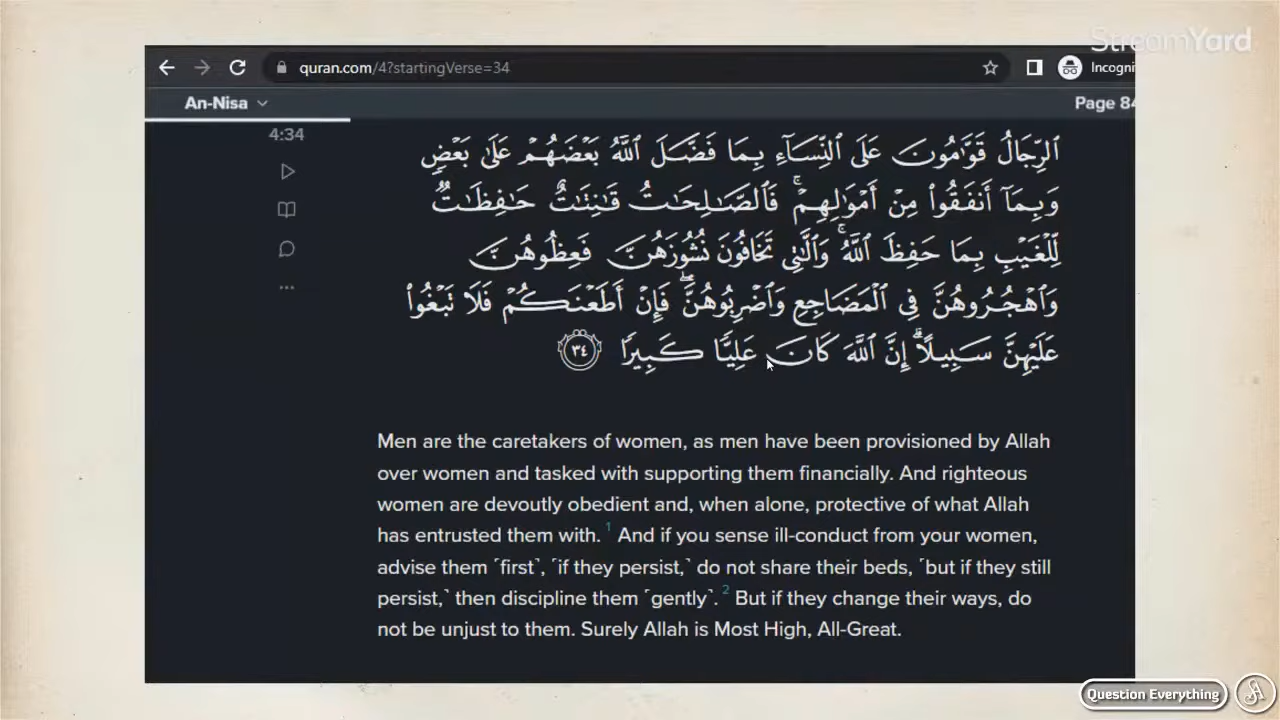 StreamYard
quran.com/4?startingVerse=34
Incogni
An-Nisa
Page 84
4:34
ٱلرِّجَالُ قَوَّٰمُونَ عَلَى ٱلنِّسَآءِ بِمَا فَضَّلَ ٱللَّهُ بَعْضَهُمْ عَلَىٰ بَعْضٍۢ
وَبِمَآ أَنفَقُوا۟ مِنْ أَمْوَٰلِهِمْ ۚ فَٱلصَّـٰلِحَـٰتُ قَـٰنِتَـٰتٌ حَـٰفِظَـٰتٌۭ
لِّلْغَيْبِ بِمَا حَفِظَ ٱللَّهُ ۚ وَٱلَّـٰتِى تَخَافُونَ نُشُوزَهُنَّ فَعِظُوهُنَّ
وَٱهْجُرُوهُنَّ فِى ٱلْمَضَاجِعِ وَٱضْرِبُوهُنَّ ۖ فَإِنْ أَطَعْنَكُمْ فَلَا تَبْغُوا۟
عَلَيْهِنَّ سَبِيلًا ۗ إِنَّ ٱللَّهَ كَانَ عَلِيًّۭا كَبِيرًۭا ٣٤
Men are the caretakers of women, as men have been provisioned by Allah
over women and tasked with supporting them financially. And righteous
women are devoutly obedient and, when alone, protective of what Allah
has entrusted them with. 1 And if you sense ill-conduct from your women,
advise them ˹first˺, ˹if they persist,˺ do not share their beds, ˹but if they still
persist,˺ then discipline them ˹gently˺. 2 But if they change their ways, do
not be unjust to them. Surely Allah is Most High, All-Great.
Question Everything